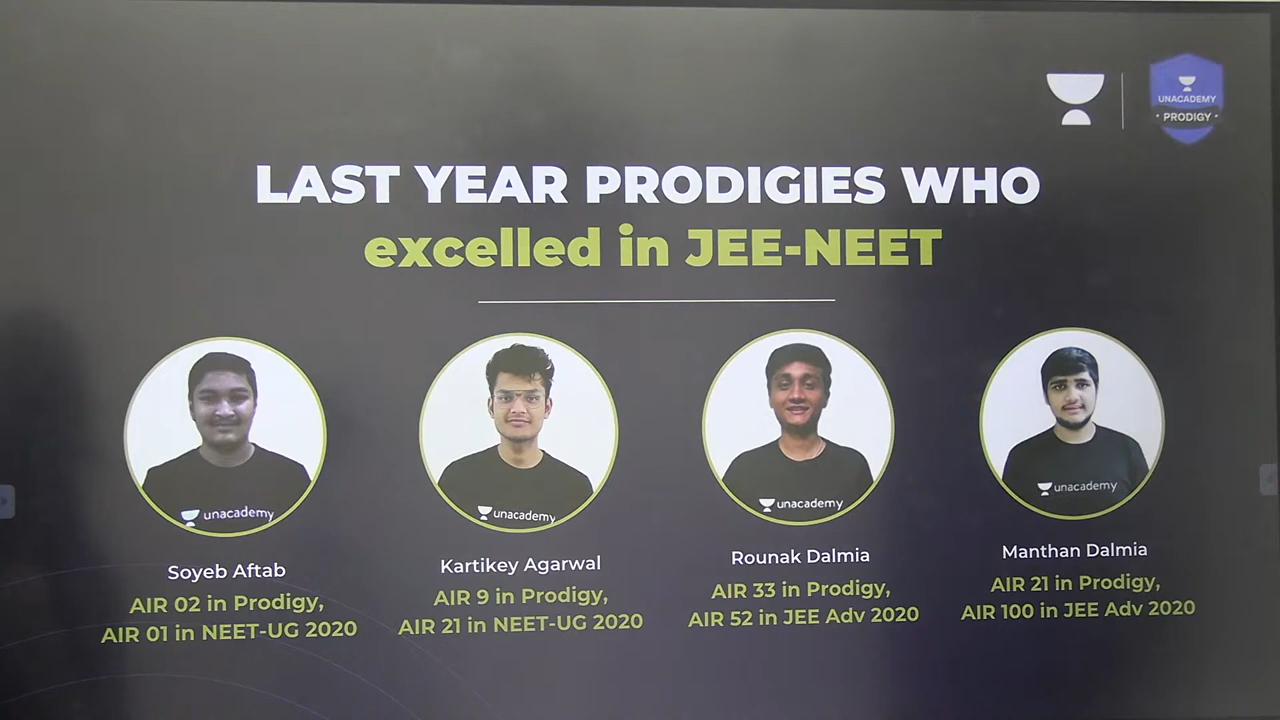 UNACADEMY
PRODIGY
LAST YEAR PRODIGIES WHO
excelled in JEE-NEET
unacademy
unacademy
unacademy
unacademy
Soyeb Aftab
AIR 02 in Prodigy,
AIR 01 in NEET-UG 2020
Kartikey Agarwal
AIR 9 in Prodigy,
AIR 21 in NEET-UG 2020
Rounak Dalmia
AIR 33 in Prodigy,
AIR 52 in JEE Adv 2020
Manthan Dalmia
AIR 21 in Prodigy,
AIR 100 in JEE Adv 2020